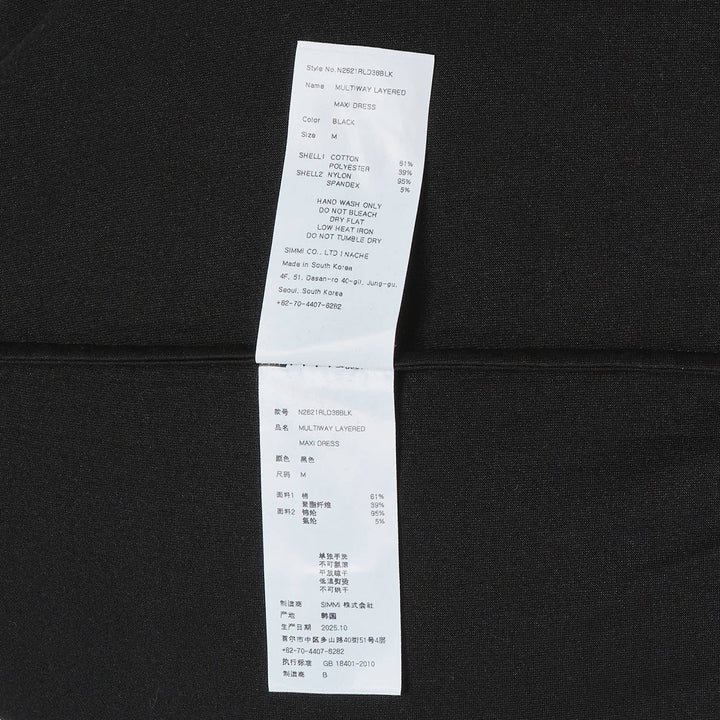 Style No. N2621RLD36BLK
Name MULTIWAY LAYERED
MAXI DRESS
Color BLACK
Size M
SHELL1 COTTON 61%
POLYESTER 39%
SHELL2 NYLON 95%
SPANDEX 5%
HAND WASH ONLY
DO NOT BLEACH
DRY FLAT
LOW HEAT IRON
DO NOT TUMBLE DRY
SIMMI CO., LTD I NACHE
Made in South Korea
4F, 51, Dasan-ro 40-gil, Jung-gu,
Seoul, South Korea
+82-70-4407-6282
款号 N2621RLD36BLK
品名 MULTIWAY LAYERED
MAXI DRESS
颜色 黑色
尺码 M
面料1 棉 61%
聚酯纤维 39%
面料2 锦纶 95%
氨纶 5%
单独手洗
不可氯漂
平放晾干
低温熨烫
不可烘干
制造商 SIMMI 株式会社
产地 韩国
生产日期 2025.10
首尔市中区多山路40街51号4层
+82-70-4407-6282
执行标准 GB 18401-2010
制造商 B